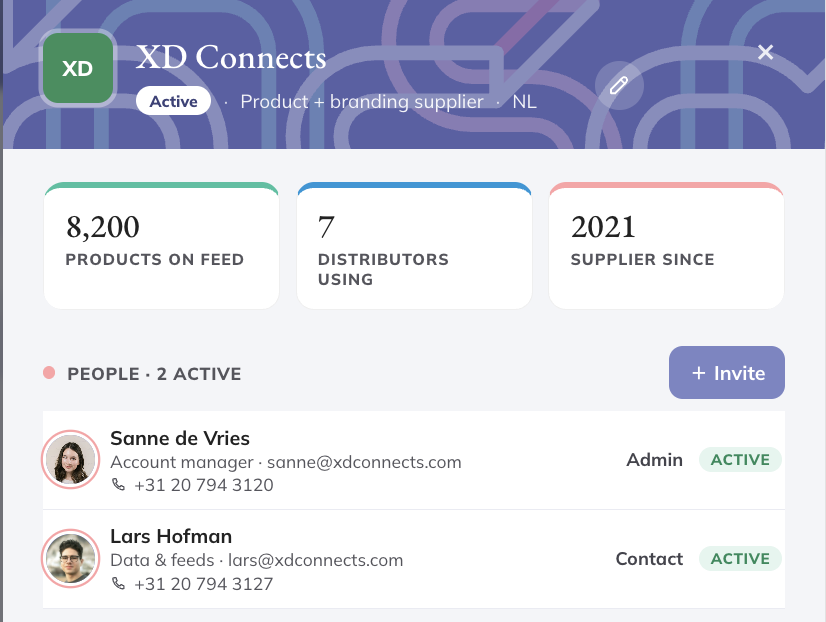 XD
XD Connects
Active · Product + branding supplier · NL
8,200
PRODUCTS ON FEED
7
DISTRIBUTORS
USING
2021
SUPPLIER SINCE
PEOPLE · 2 ACTIVE
+ Invite
Sanne de Vries
Account manager · sanne@xdconnects.com
+31 20 794 3120
Admin
ACTIVE
Lars Hofman
Data & feeds · lars@xdconnects.com
+31 20 794 3127
Contact
ACTIVE